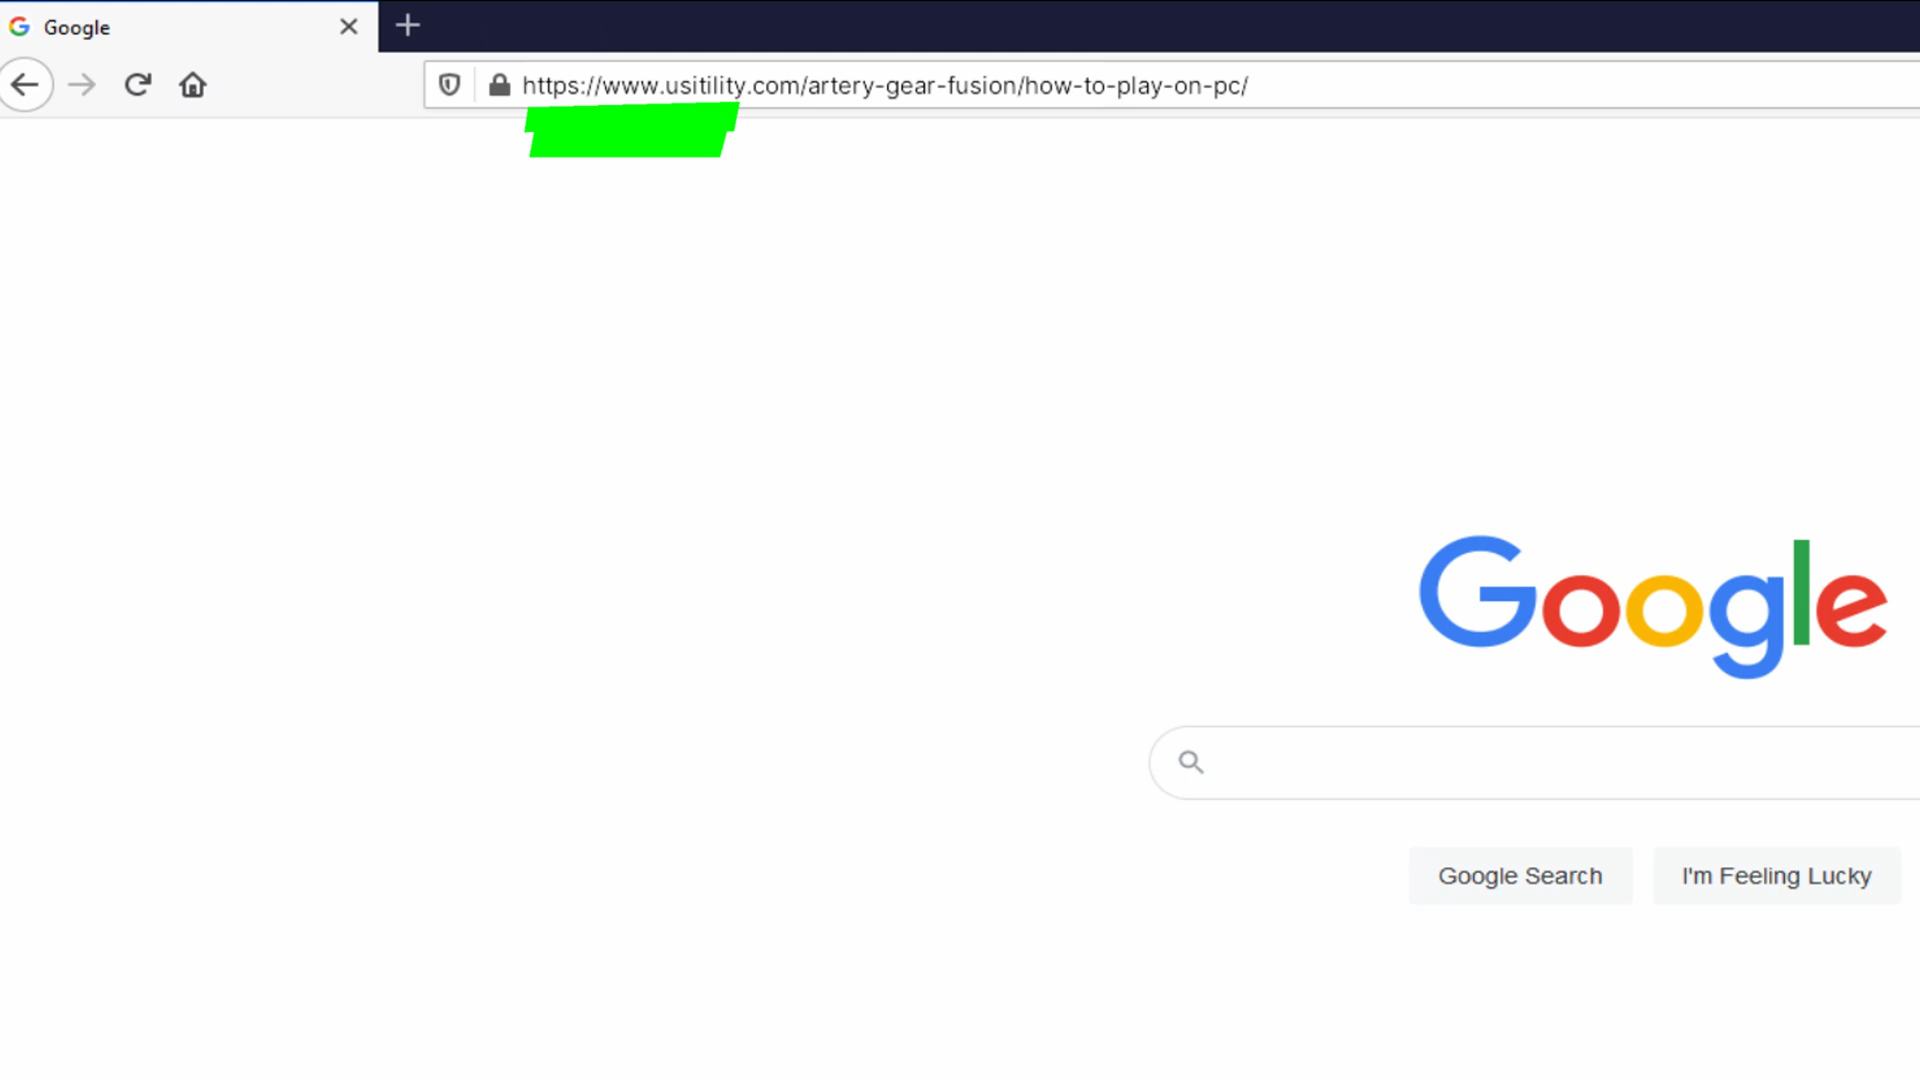 Google
https://www.usitility.com/artery-gear-fusion/how-to-play-on-pc/
Google
Google Search
I'm Feeling Lucky